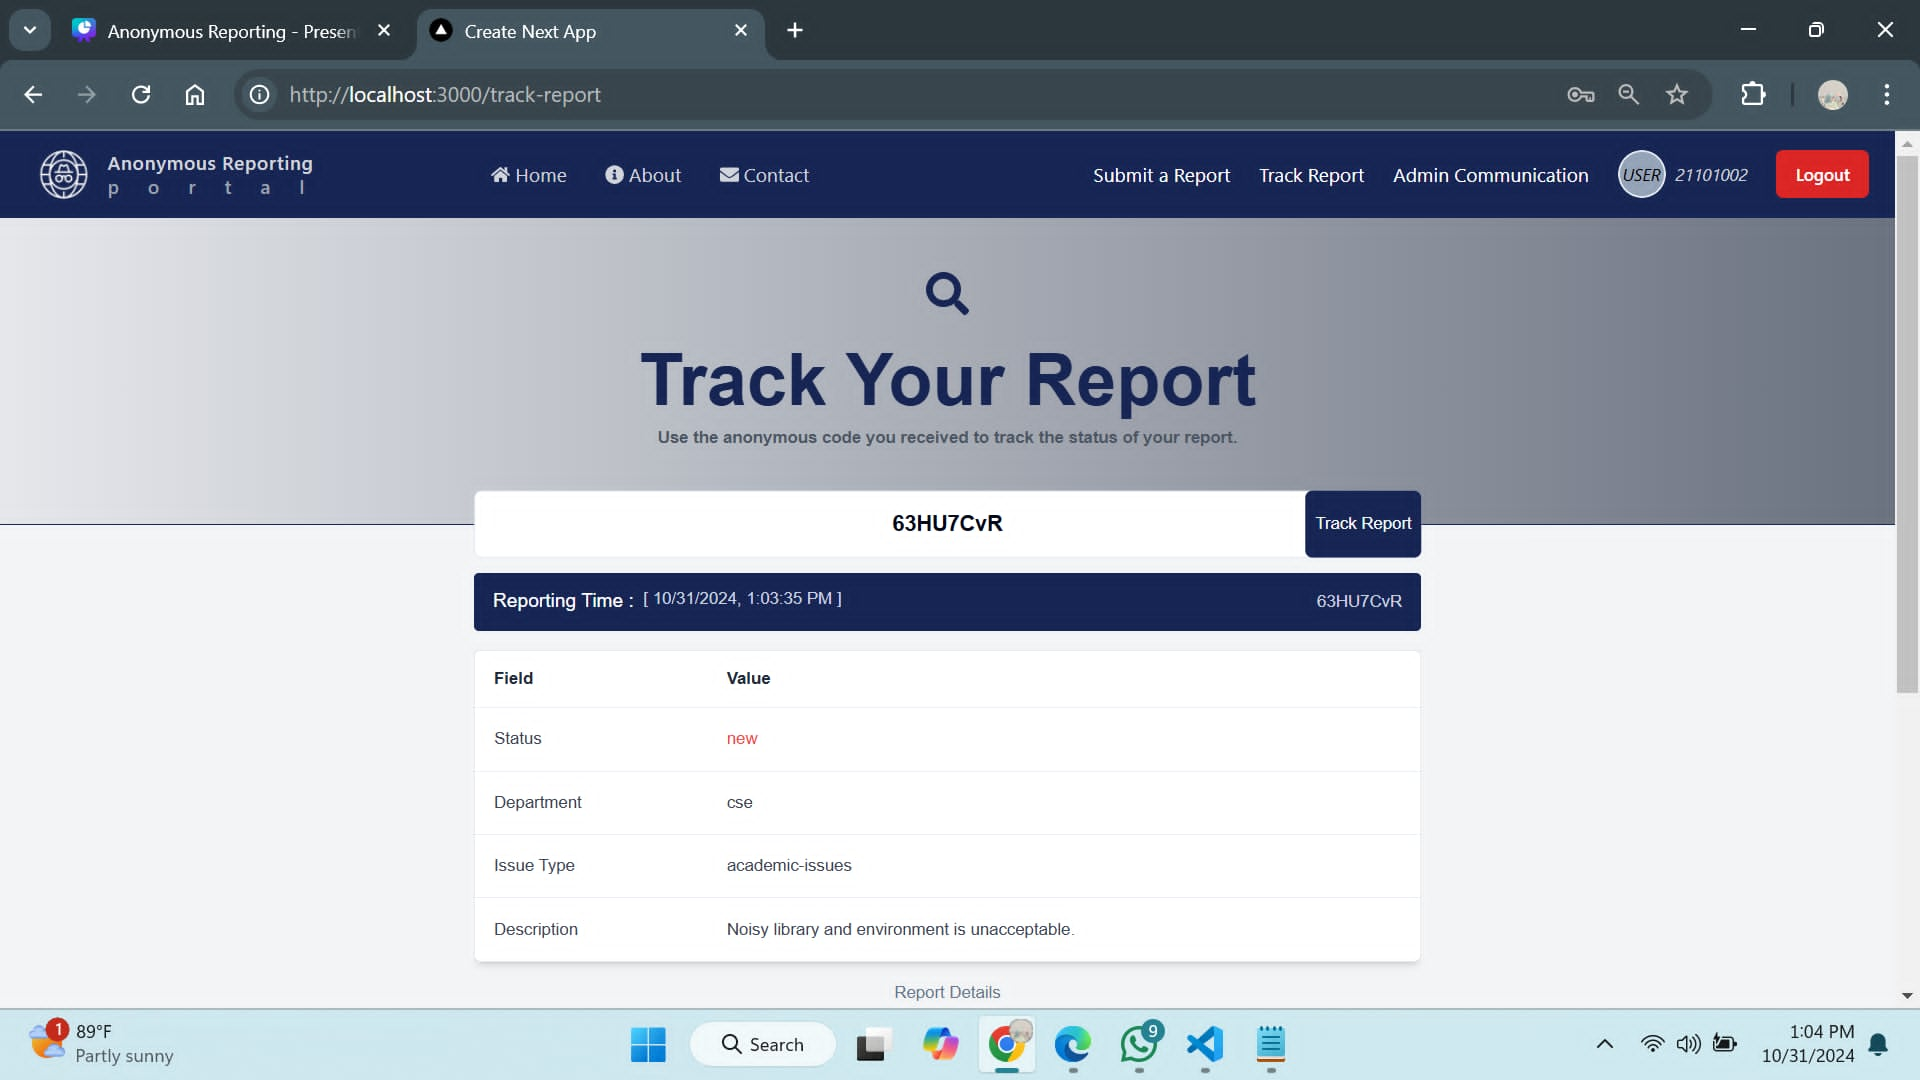 Anonymous Reporting - Presen
Create Next App
http://localhost:3000/track-report
Anonymous Reporting
portal
Home
About
Contact
Submit a Report
Track Report
Admin Communication
USER
21101002
Logout
Track Your Report
Use the anonymous code you received to track the status of your report.
63HU7CvR
Track Report
Reporting Time : [ 10/31/2024, 1:03:35 PM ]
63HU7CvR
Field Value
Status new
Department cse
Issue Type academic-issues
Description Noisy library and environment is unacceptable.
Report Details
1
89°F
Partly sunny
Search
9
1:04 PM
10/31/2024